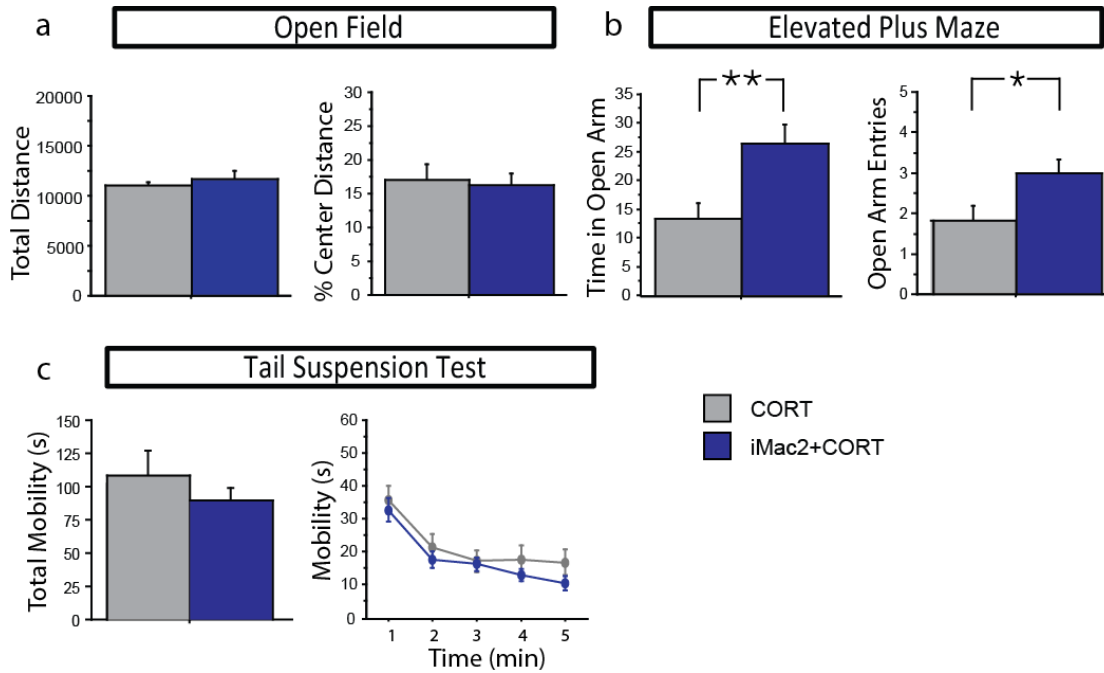 a
Open Field
Total Distance
20000
15000
10000
5000
0
% Center Distance
30
25
20
15
10
5
0
b
Elevated Plus Maze
Time in Open Arm
35
30
25
20
15
10
5
0
**
Open Arm Entries
5
4
3
2
1
0
*
c
Tail Suspension Test
Total Mobility (s)
150
125
100
75
50
25
0
Mobility (s)
60
50
40
30
20
10
0
1 2 3 4 5
Time (min)
CORT
iMac2+CORT